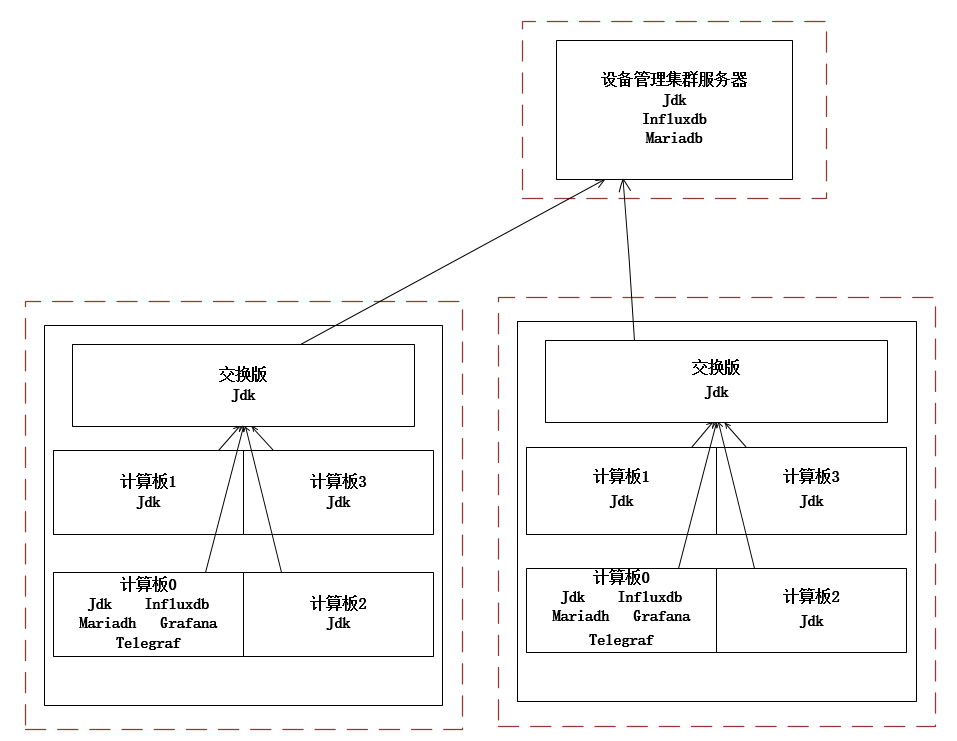 设备管理集群服务器
Jdk
Influxdb
Mariadb
交换版
Jdk
计算板1
Jdk
计算板3
Jdk
计算板0
Jdk Influxdb
Mariadh Grafana
Telegraf
计算板2
Jdk
交换版
Jdk
计算板1
Jdk
计算板3
Jdk
计算板0
Jdk Influxdb
Mariadh Grafana
Telegraf
计算板2
Jdk